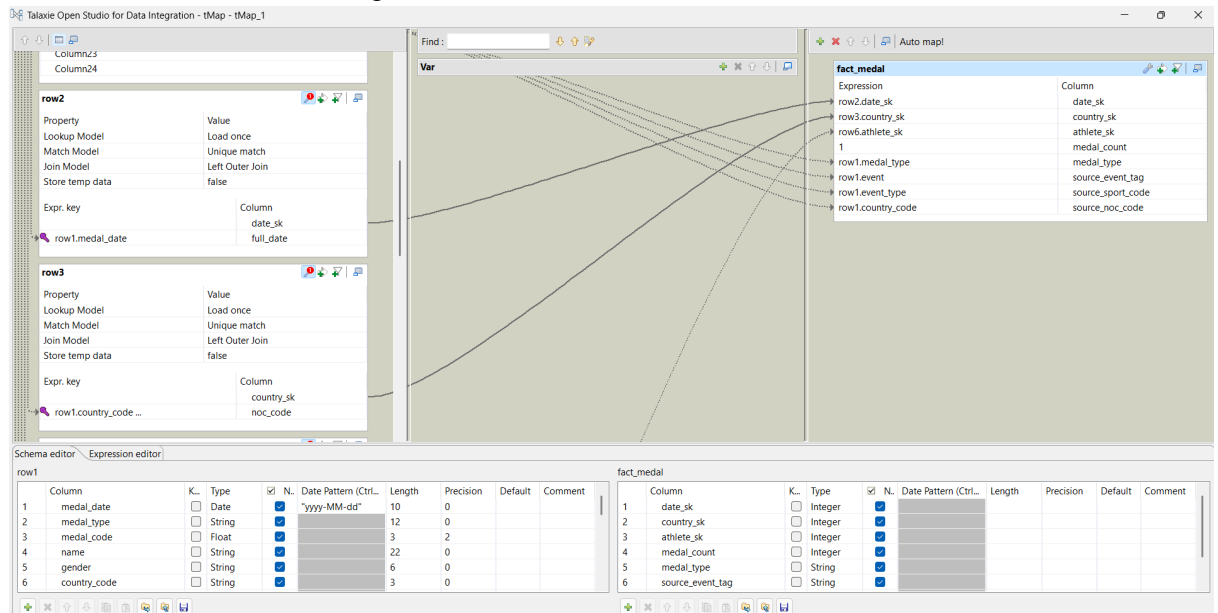 Talaxie Open Studio for Data Integration - tMap - tMap_1
Column23
Column24
row2
Property Value
Lookup Model Load once
Match Model Unique match
Join Model Left Outer Join
Store temp data false
Expr. key Column
date_sk
row1.medal_date full_date
row3
Property Value
Lookup Model Load once
Match Model Unique match
Join Model Left Outer Join
Store temp data false
Expr. key Column
country_sk
row1.country_code ... noc_code
Find :
Var
Auto map!
fact_medal
Expression Column
row2.date_sk date_sk
row3.country_sk country_sk
row6.athlete_sk athlete_sk
1 medal_count
row1.medal_type medal_type
row1.event source_event_tag
row1.event_type source_sport_code
row1.country_code source_noc_code
Schema editor Expression editor
row1
Column K... Type N.. Date Pattern (Ctrl... Length Precision Default Comment
1 medal_date Date "yyyy-MM-dd" 10 0
2 medal_type String 12 0
3 medal_code Float 3 2
4 name String 22 0
5 gender String 6 0
6 country_code String 3 0
fact_medal
Column K... Type N.. Date Pattern (Ctrl... Length Precision Default Comment
1 date_sk Integer
2 country_sk Integer
3 athlete_sk Integer
4 medal_count Integer
5 medal_type String
6 source_event_tag String